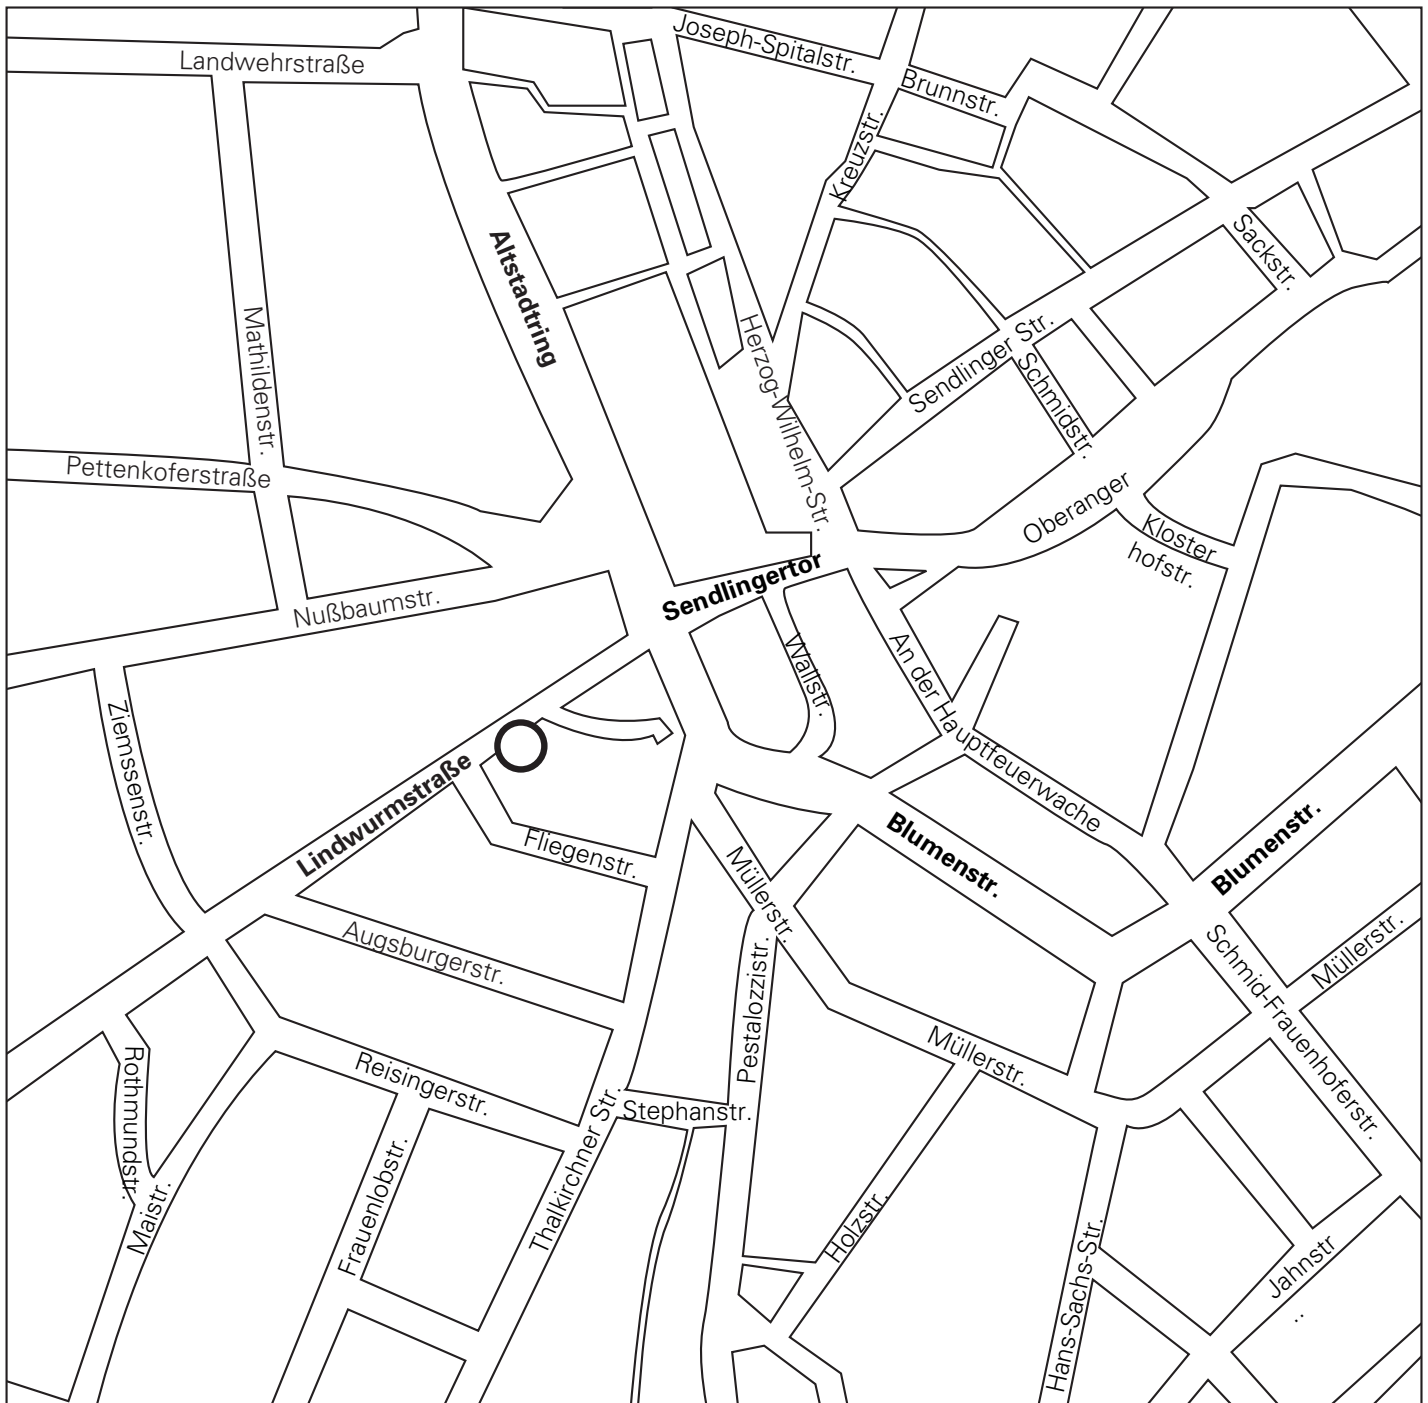 Joseph-Spitalstr.
Landwehrstraße
Brunnstr.
Kreuzstr.
Sackstr.
Altstadtring
Mathildenstr.
Herzog-Wilhelm-Str.
Sendlinger Str.
Schmidstr.
Pettenkoferstraße
Oberanger
Kloster
hofstr.
Sendlingertor
Nußbaumstr.
Wallstr.
An der Hauptfeuerwache
Ziemssenstr.
Lindwurmstraße
Fliegenstr.
Müllerstr.
Blumenstr.
Blumenstr.
Augsburgerstr.
Pestalozzistr.
Schmid-Frauenhoferstr.
Müllerstr.
Müllerstr.
Rothmundstr.
Reisingerstr.
Stephanstr.
Thalkirchner Str.
Frauenlobstr.
Maistr.
Holzstr.
Hans-Sachs-Str.
Jahnstr
..